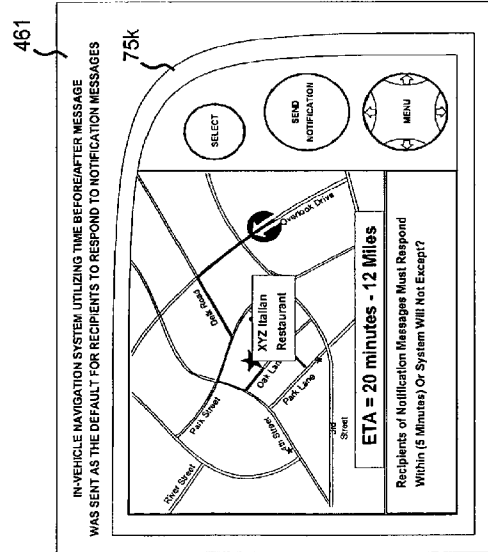 461
IN-VEHICLE NAVIGATION SYSTEM UTILIZING TIME BEFORE/AFTER MESSAGE
WAS SENT AS THE DEFAULT FOR RECIPIENTS TO RESPOND TO NOTIFICATION MESSAGES
75k
SELECT
SEND
NOTIFICATION
MENU
River Street
Park Street
Desk Road
Overlook Drive
XYZ Italian
Restaurant
Oak Lane
Park Lane
4th Street
3rd
Street
ETA = 20 minutes - 12 Miles
Recipients of Notification Messages Must Respond
Within (5 Minutes) Or System Will Not Except?